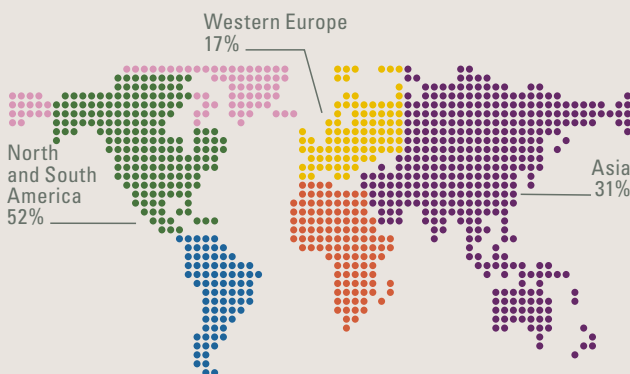 Western Europe
17%
North
and South
America
52%
Asia
31%